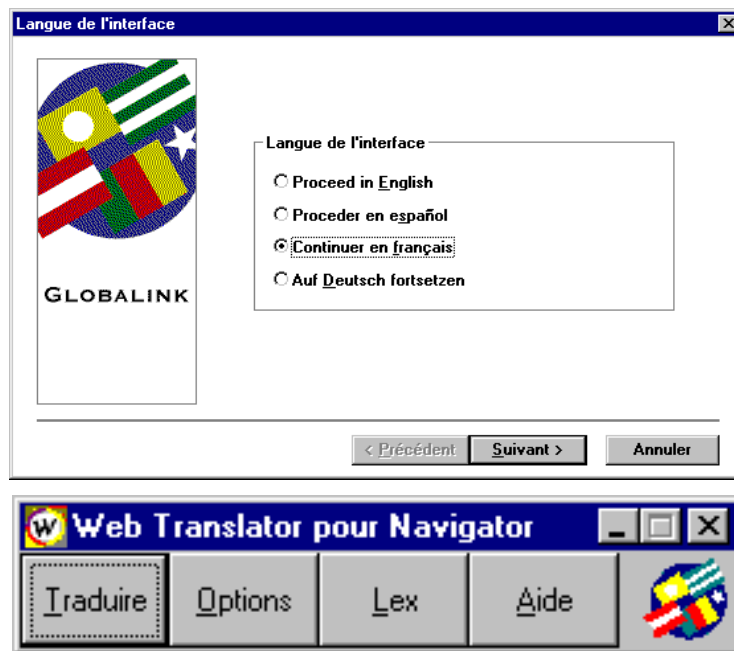 Langue de l'interface
Langue de l'interface
Proceed in English
Proceder en español
Continuer en français
Auf Deutsch fortsetzen
GLOBALINK
< Précédent Suivant > Annuler
W Web Translator pour Navigator
Traduire Options Lex Aide